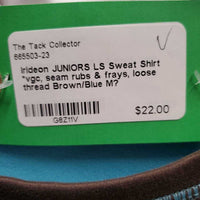 The Tack Collector
665503-23
Irideon JUNIORS LS Sweat Shirt
*vgc, seam rubs & frays, loose
thread Brown/Blue M?
G8Z11V
$22.00